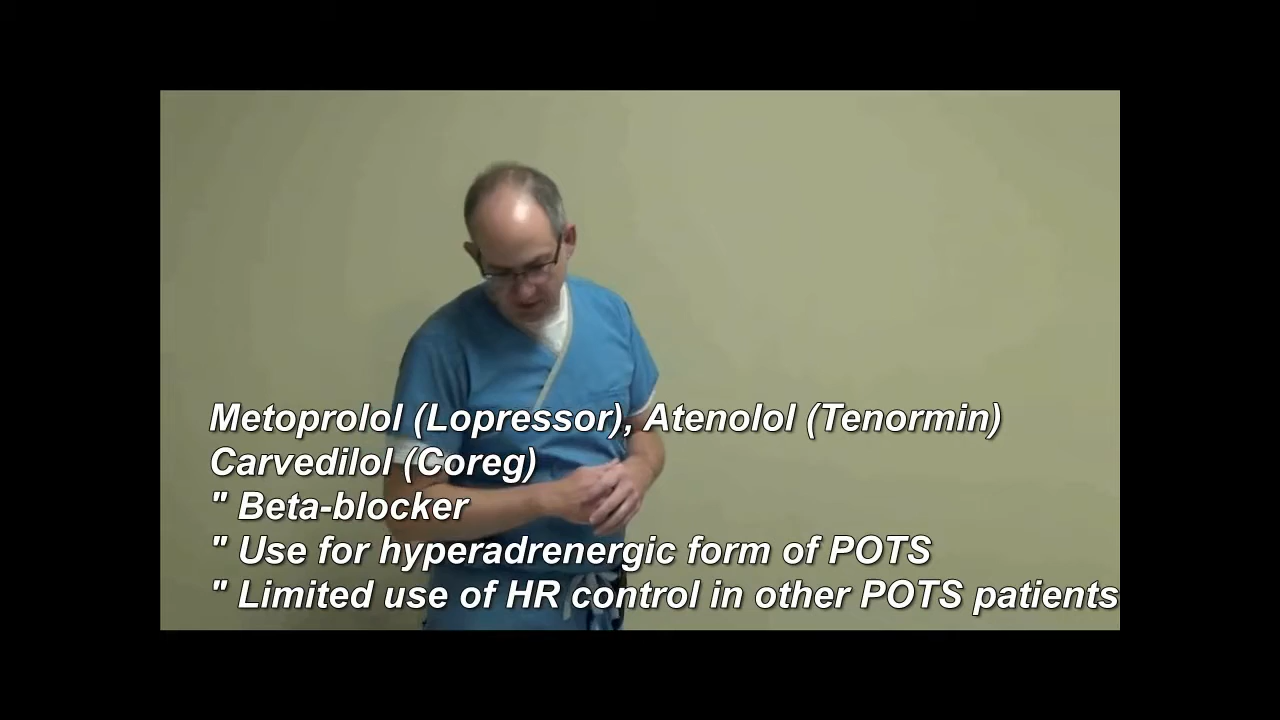 Metoprolol (Lopressor), Atenolol (Tenormin)
Carvedilol (Coreg)
" Beta-blocker
" Use for hyperadrenergic form of POTS
" Limited use of HR control in other POTS patients